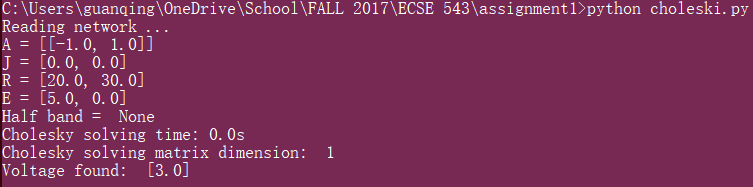 C:\Users\guanqing\OneDrive\School\FALL 2017\ECSE 543\assignment1>python choleski.py
Reading network ...
A = [[-1.0, 1.0]]
J = [0.0, 0.0]
R = [20.0, 30.0]
E = [5.0, 0.0]
Half band =  None
Cholesky solving time: 0.0s
Cholesky solving matrix dimension:  1
Voltage found:  [3.0]